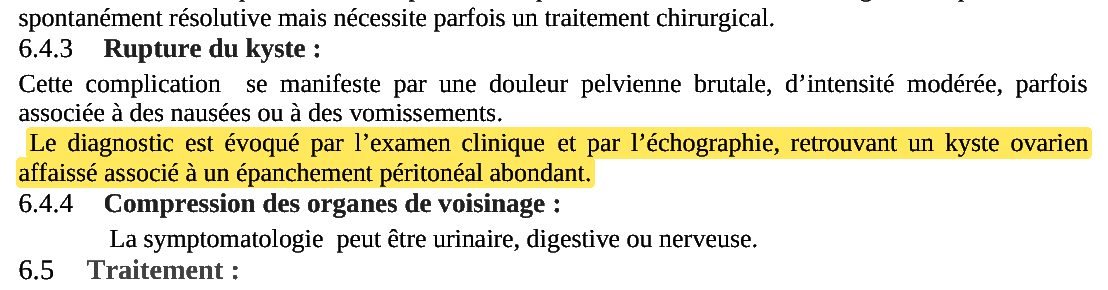 spontanément résolutive mais nécessite parfois un traitement chirurgical.
6.4.3 Rupture du kyste :
Cette complication se manifeste par une douleur pelvienne brutale, d’intensité modérée, parfois
associée à des nausées ou à des vomissements.
Le diagnostic est évoqué par l’examen clinique et par l’échographie, retrouvant un kyste ovarien
affaissé associé à un épanchement péritonéal abondant.
6.4.4 Compression des organes de voisinage :
La symptomatologie peut être urinaire, digestive ou nerveuse.
6.5 Traitement :